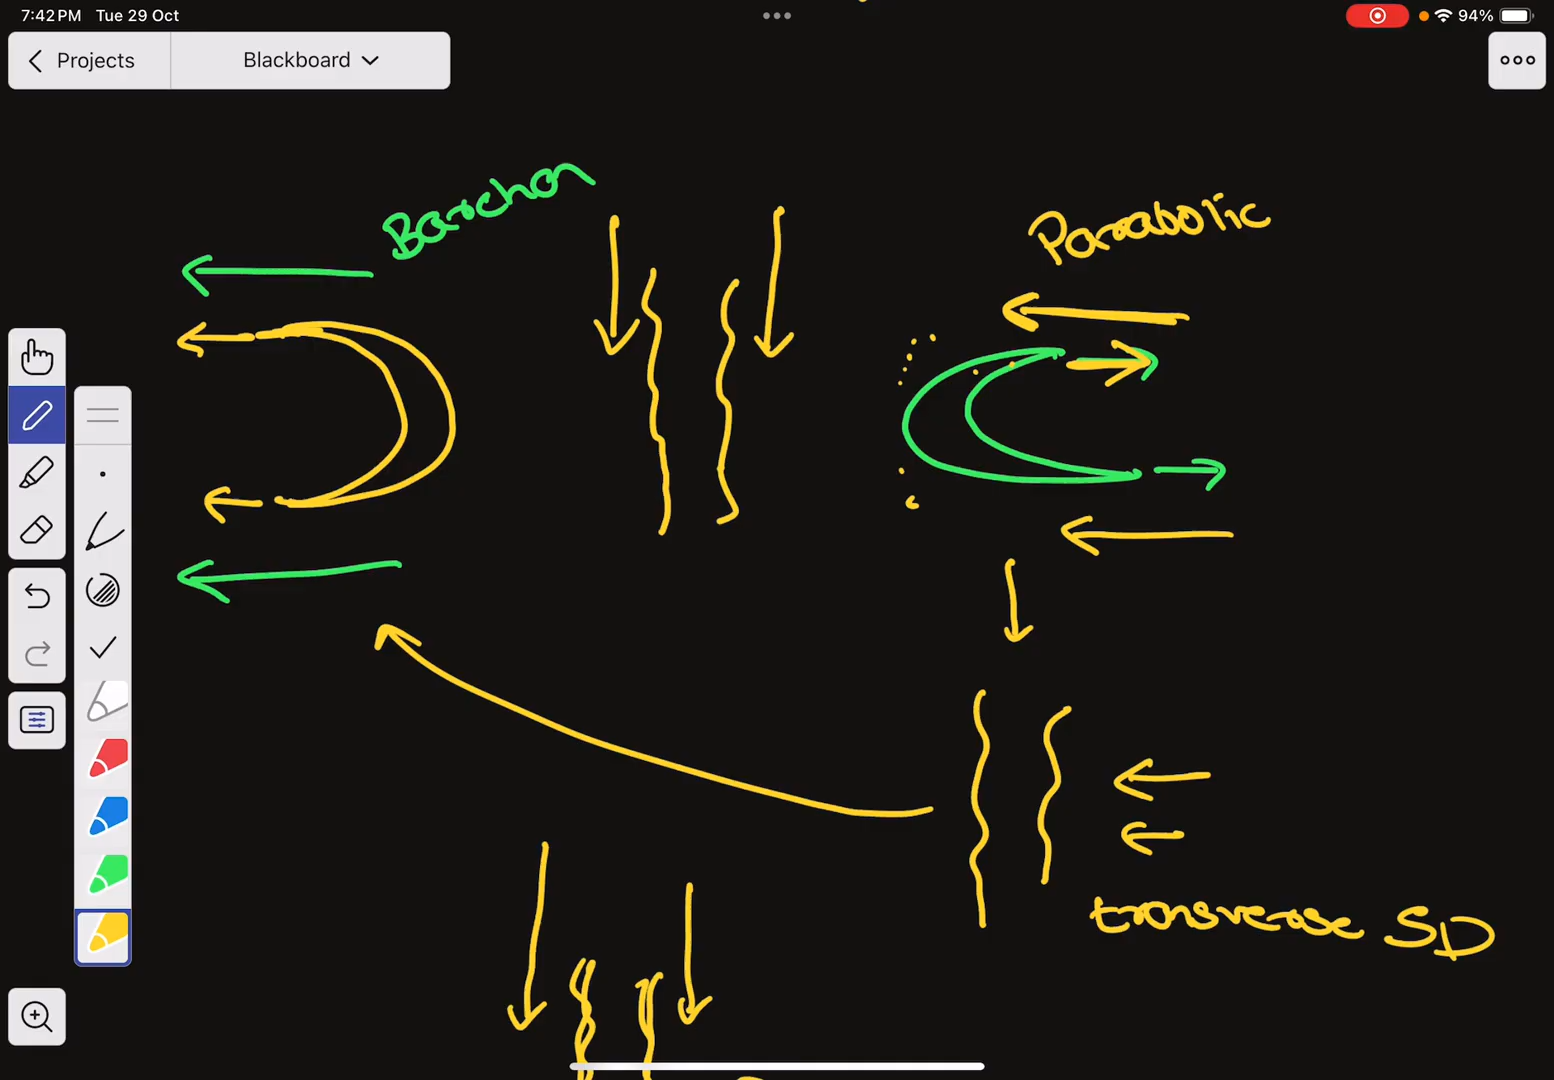 7:42 PM Tue 29 Oct
94%
Projects
Blackboard
Barchan
Parabolic
transverse SD